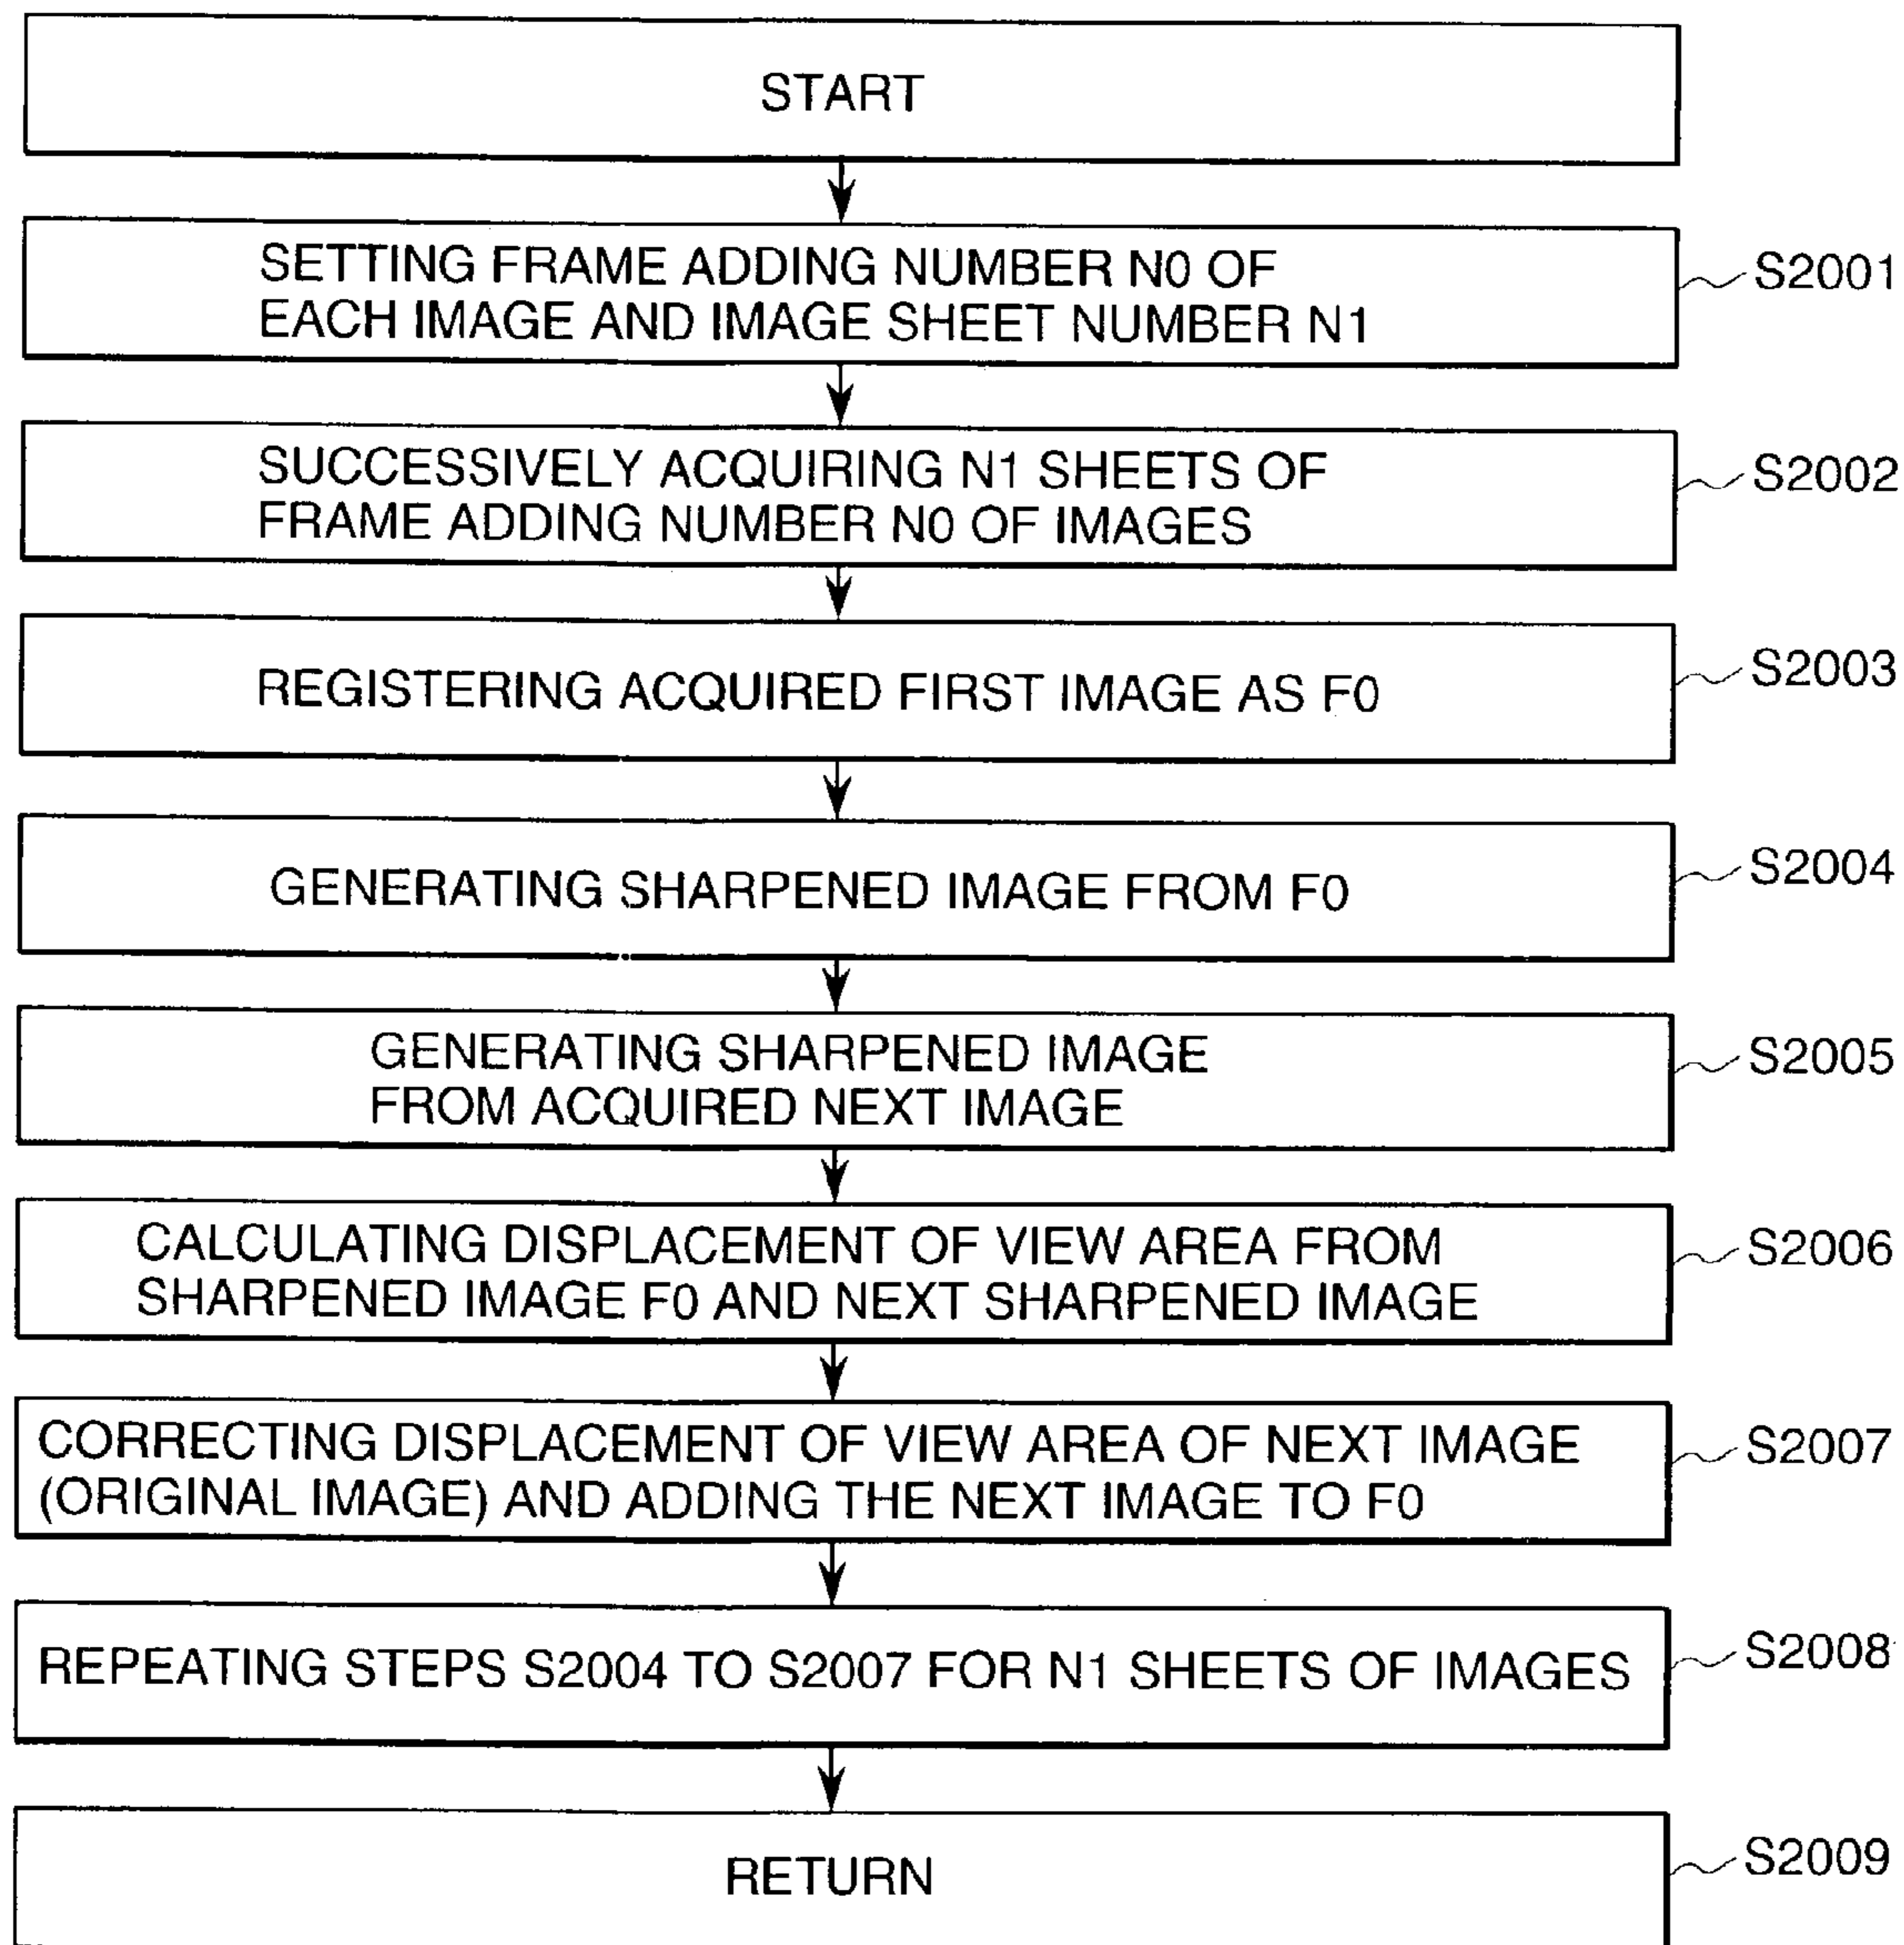 START
SETTING FRAME ADDING NUMBER N0 OF
EACH IMAGE AND IMAGE SHEET NUMBER N1
S2001
SUCCESSIVELY ACQUIRING N1 SHEETS OF
FRAME ADDING NUMBER N0 OF IMAGES
S2002
REGISTERING ACQUIRED FIRST IMAGE AS F0
S2003
GENERATING SHARPENED IMAGE FROM F0
S2004
GENERATING SHARPENED IMAGE
FROM ACQUIRED NEXT IMAGE
S2005
CALCULATING DISPLACEMENT OF VIEW AREA FROM
SHARPENED IMAGE F0 AND NEXT SHARPENED IMAGE
S2006
CORRECTING DISPLACEMENT OF VIEW AREA OF NEXT IMAGE
(ORIGINAL IMAGE) AND ADDING THE NEXT IMAGE TO F0
S2007
REPEATING STEPS S2004 TO S2007 FOR N1 SHEETS OF IMAGES
S2008
RETURN
S2009